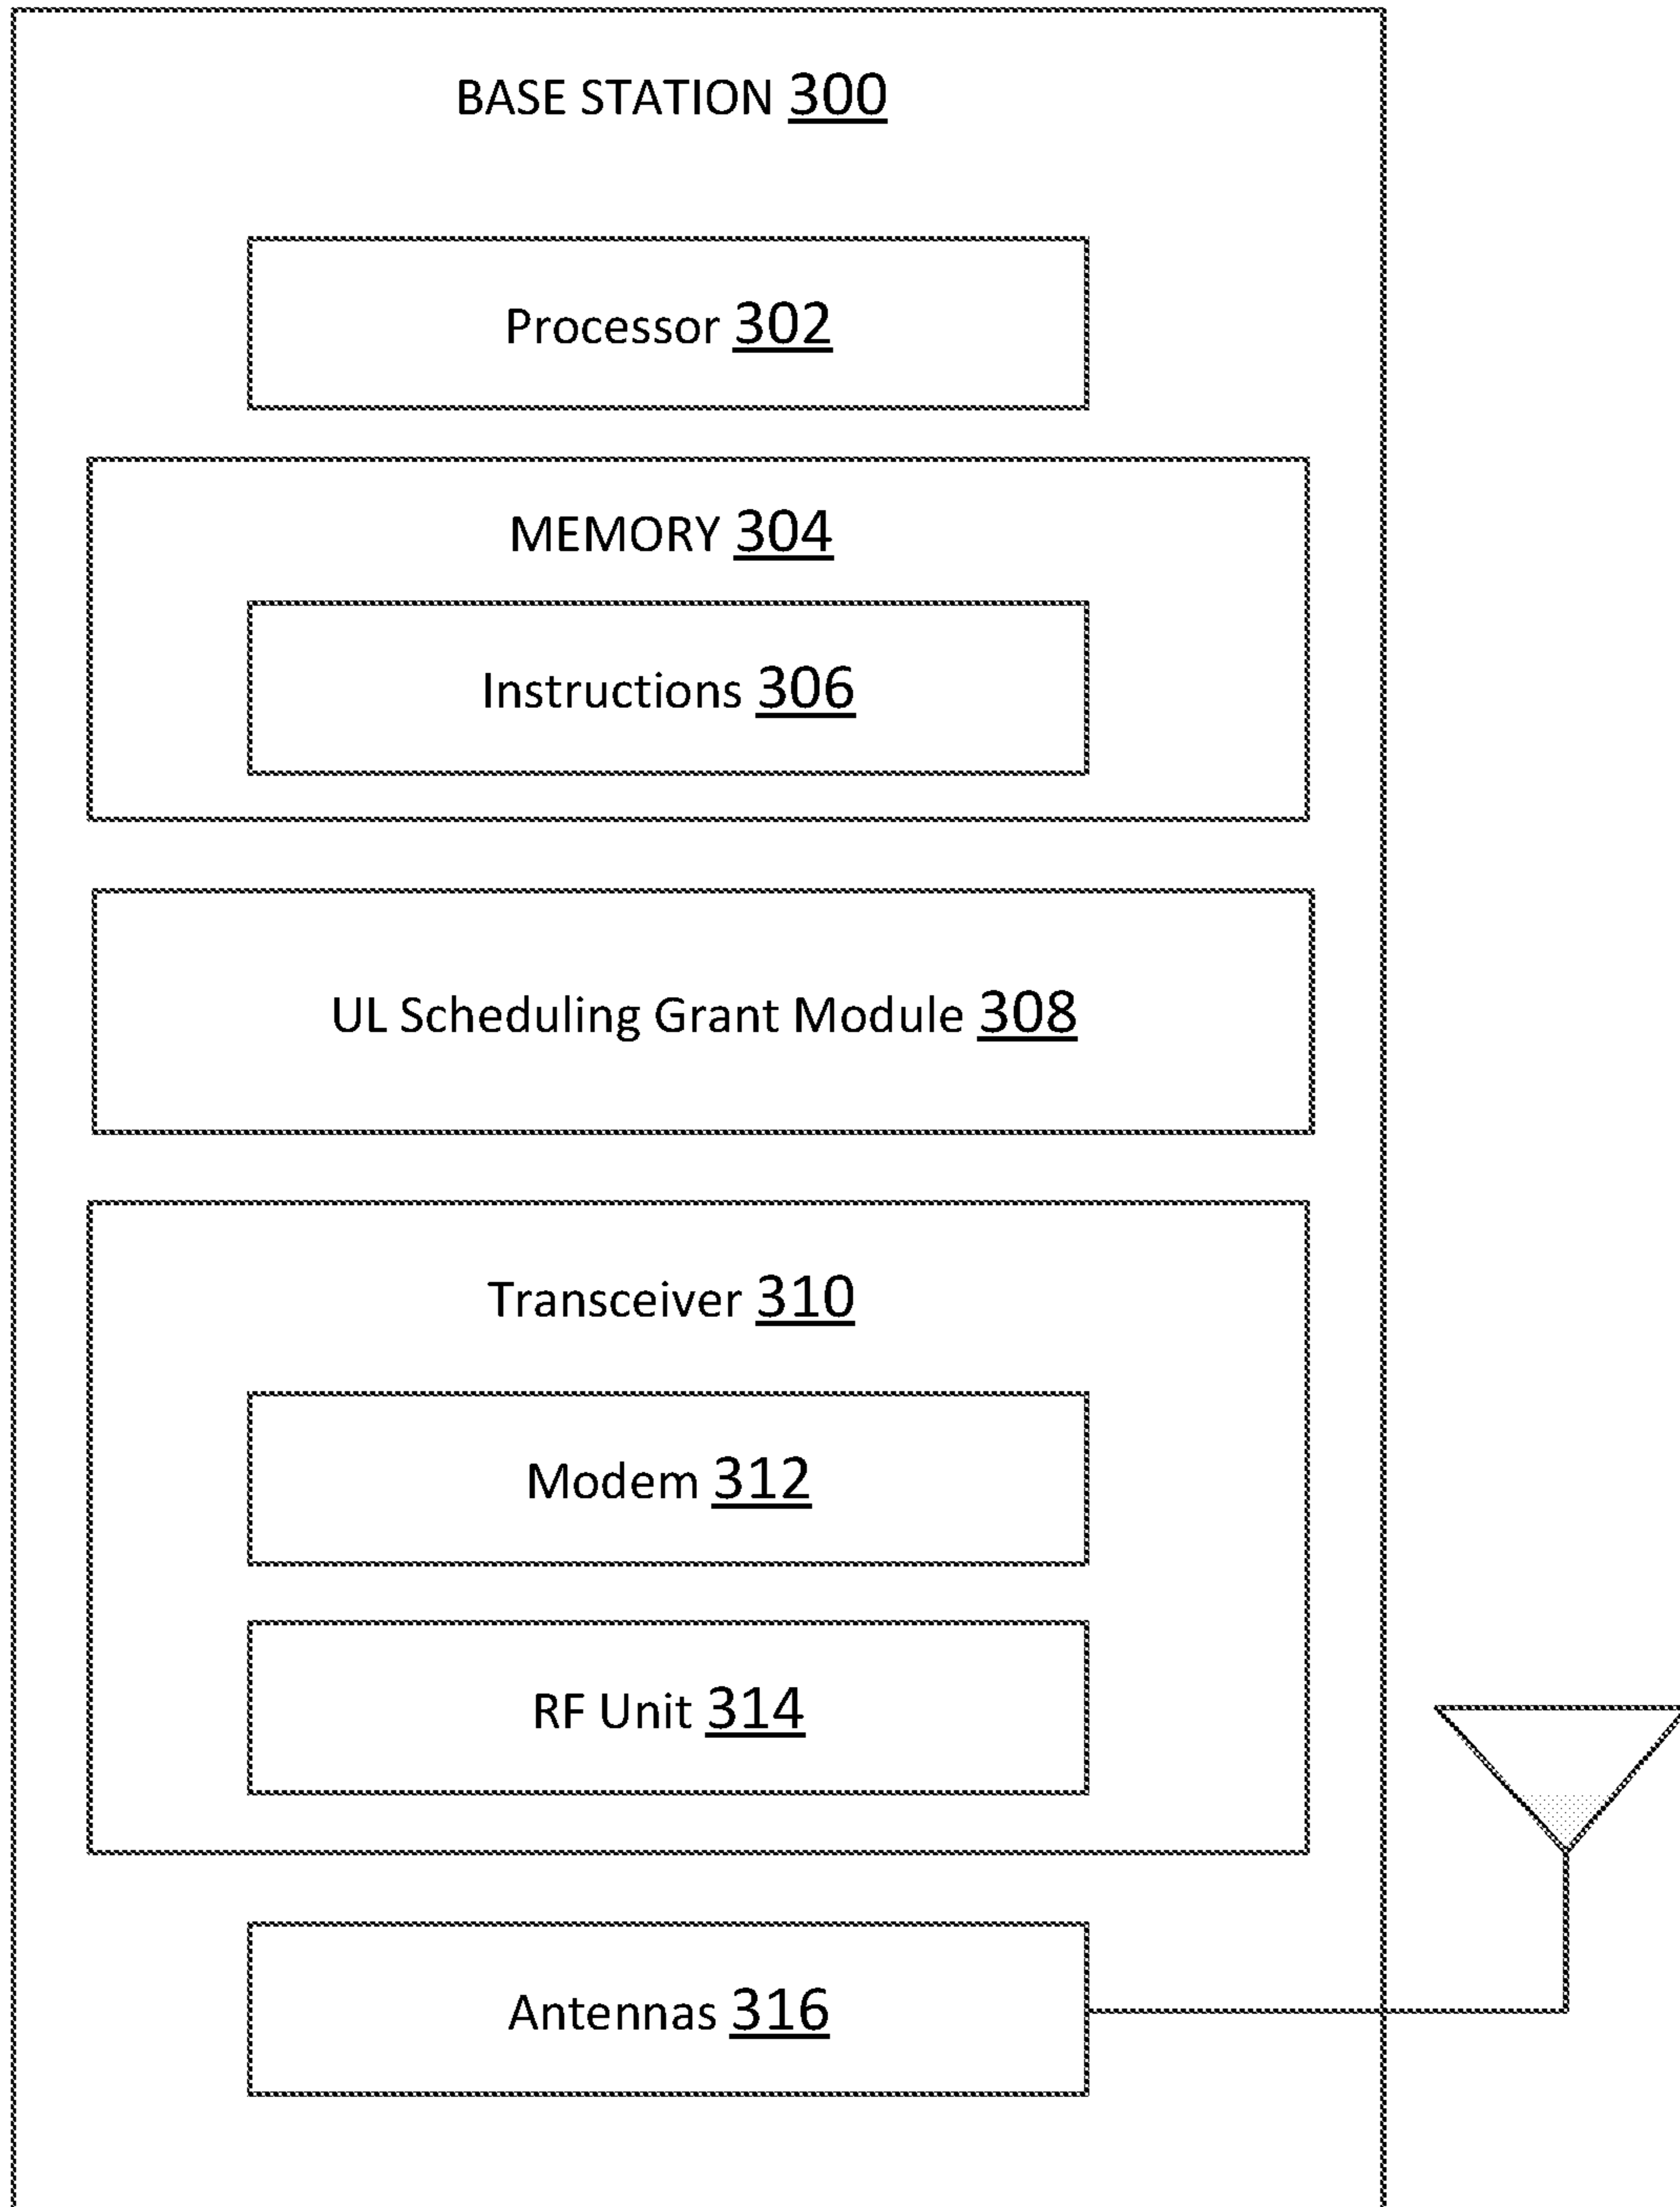 BASE STATION 300
Processor 302
MEMORY 304
Instructions 306
UL Scheduling Grant Module 308
Transceiver 310
Modem 312
RF Unit 314
Antennas 316